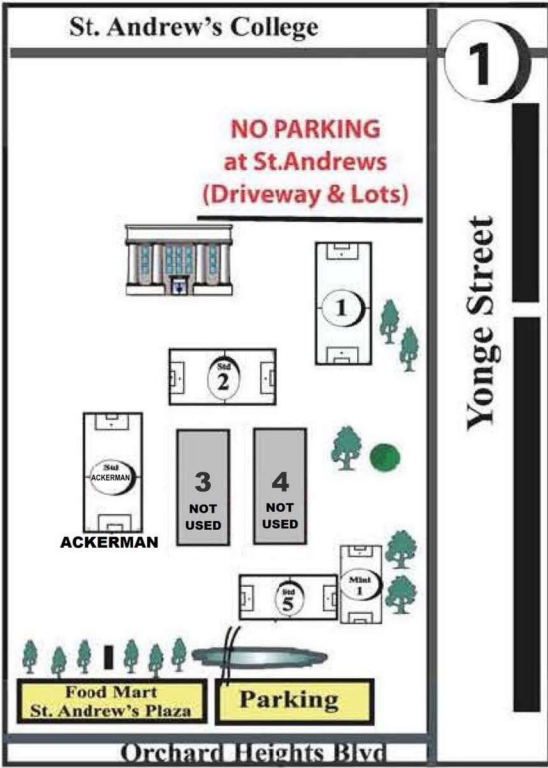 St. Andrew's College
1
NO PARKING
at St.Andrews
(Driveway & Lots)
Yonge Street
1
Std
2
Std
ACKERMAN
ACKERMAN
3
NOT
USED
4
NOT
USED
Std
5
Mini
1
Food Mart
St. Andrew's Plaza
Parking
Orchard Heights Blvd